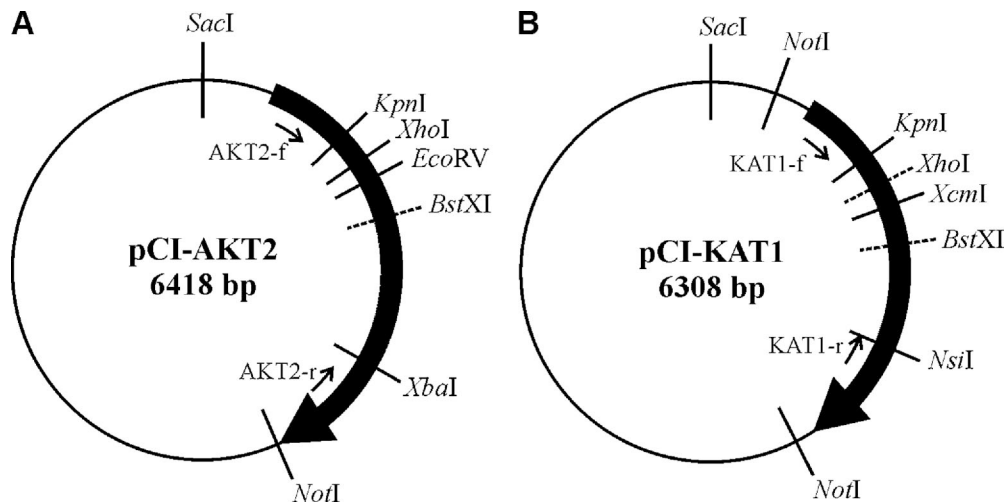 A
SacI
KpnI
XhoI
EcoRV
BstXI
AKT2-f
pCI-AKT2
6418 bp
AKT2-r
XbaI
NotI
B
SacI
NotI
KpnI
XhoI
XcmI
BstXI
KAT1-f
pCI-KAT1
6308 bp
KAT1-r
NsiI
NotI